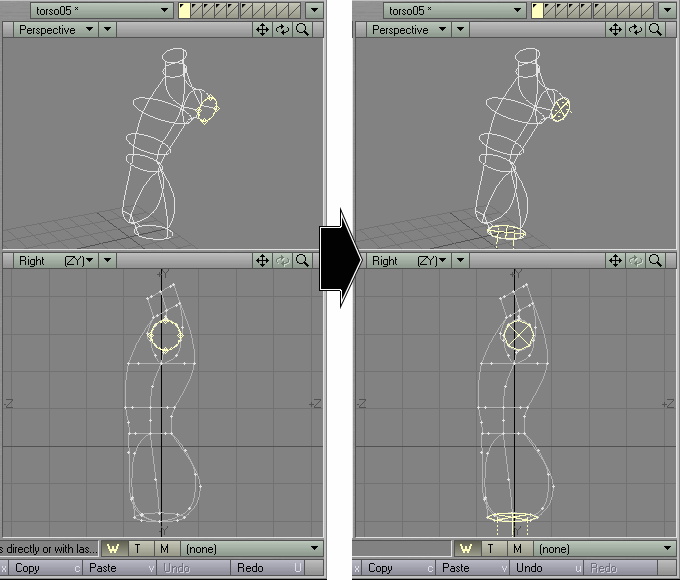 torso05 * torso05 *
Perspective Perspective
Right (ZY) Right (ZY)
Y Y
-Z +Z -Z +Z
-Y -Y
s directly or with las... W T M (none) W T M (none)
Copy c Paste v Undo Redo U x Copy c Paste v Undo u Redo